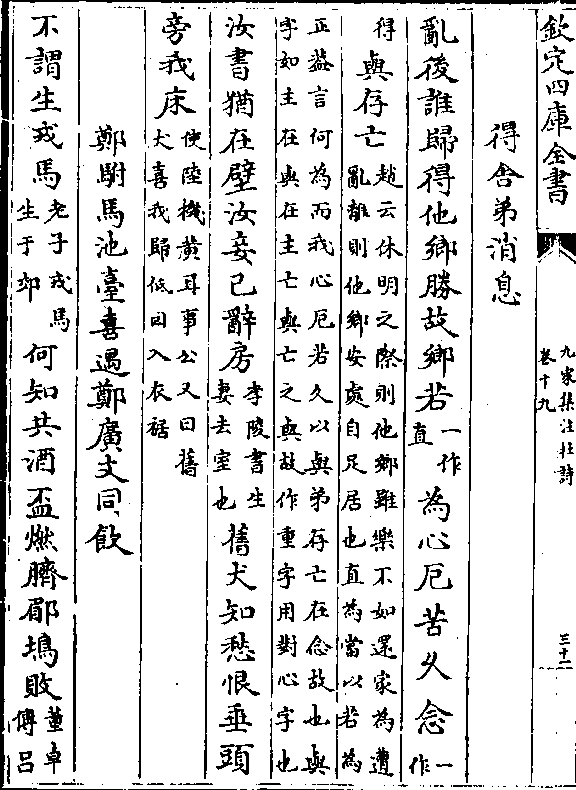 欽定四庫全書
九家集注杜詩
卷十九
三十二
得舍弟消息
亂後誰歸得他鄉勝故鄉若一作直為心厄苦乆念一作
得與存亡趙云休明之際則他鄉雖樂不如還家為遭
亂離則他鄉安處自足居也直為當以若為
正蓋言何為而我心厄若久以與弟存亡在念故也與
字如主在與在主亡與亡之與故作重字用對心字也
汝書猶在壁汝妾已辭房李陵書生妻去室也舊犬知愁恨垂頭
旁我床使陸機黃耳事公又曰舊犬喜我歸低回入衣裾
鄭駙馬池臺喜遇鄭廣文同飲
不謂生戎馬老子戎馬生于郊何知共酒盃燃臍郿塢敗董卓傳呂